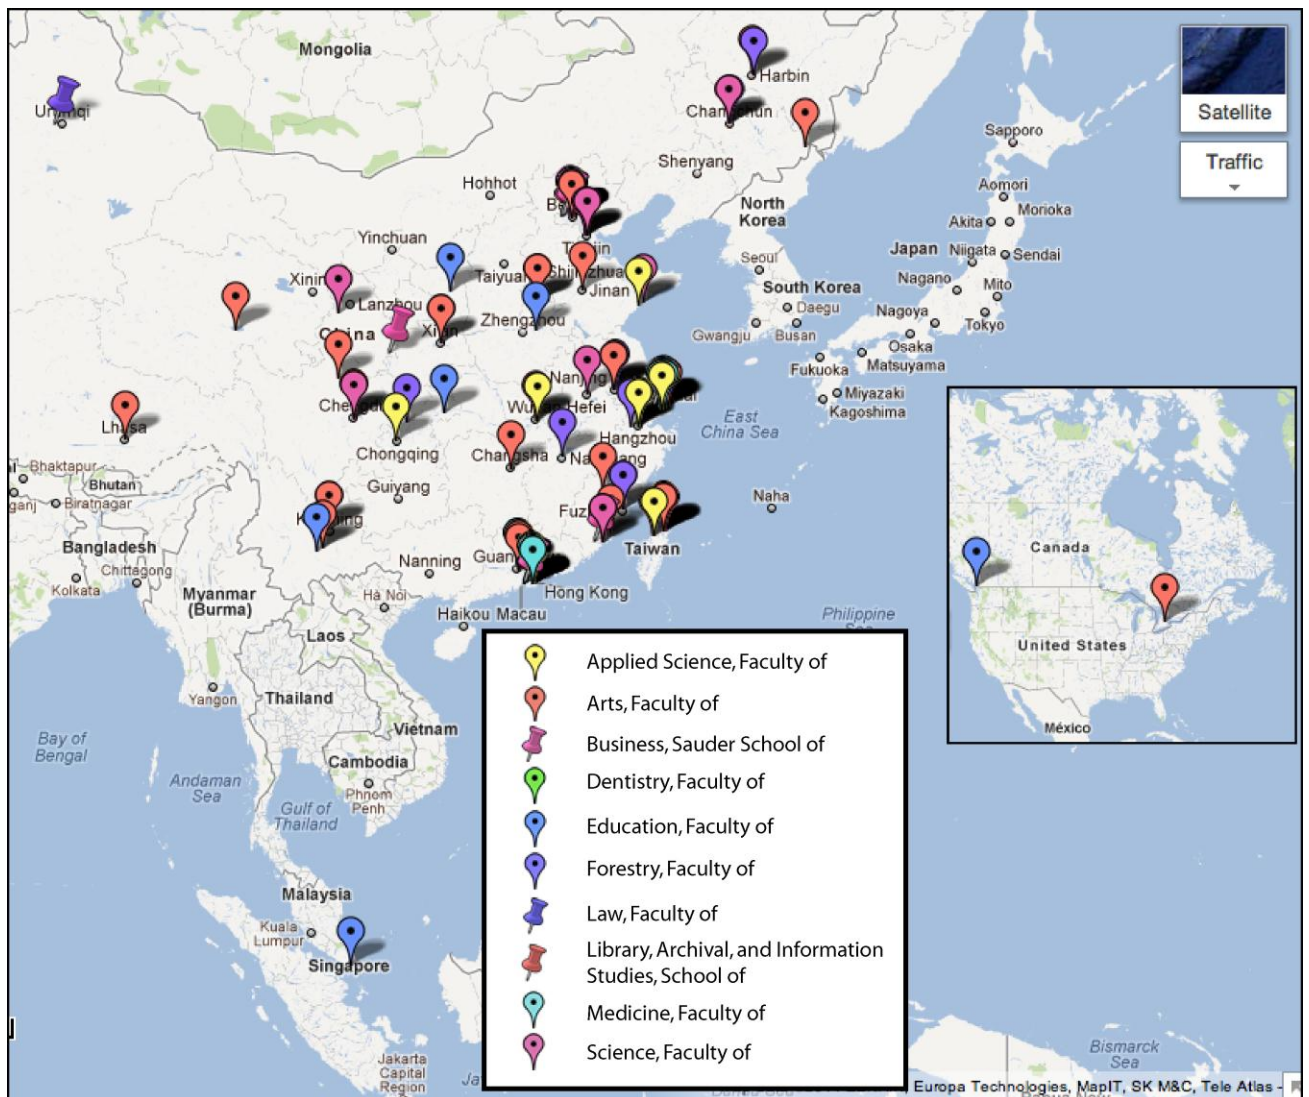 Mongolia
Harbin
Satellite
Traffic
Shenyang
Sapporo
Hohhot
Aomori
Akita
Morioka
North
Korea
Yinchuan
Japan
Niigata
Sendai
Seoul
Lanzhou
Jinan
South Korea
Nagano
Mito
Daegu
Zhengzhou
Gwangju
Busan
Nagoya
Tokyo
Osaka
Fukuoka
Matsuyama
Miyazaki
Kagoshima
Nanjing
Hefei
East
China Sea
Hangzhou
Chongqing
Changsha
Bhaktapur
Bhutan
Guiyang
Biratnagar
Naha
Bangladesh
Chittagong
Kolkata
Nanning
Taiwan
Canada
Myanmar
(Burma)
Hà Noi
Hong Kong
Haikou
Macau
Laos
Philippine
United States
Yangon
Thailand
Vietnam
México
Bay of
Bengal
Cambodia
Phnom
Penh
Andaman
Sea
Gulf of
Thailand
Malaysia
Kuala
Lumpur
Singapore
Jakarta
Capital
Region
Applied Science, Faculty of
Arts, Faculty of
Business, Sauder School of
Dentistry, Faculty of
Education, Faculty of
Forestry, Faculty of
Law, Faculty of
Library, Archival, and Information
Studies, School of
Medicine, Faculty of
Science, Faculty of
Bismarck
Sea
Europa Technologies, MapIT, SK M&C, Tele Atlas -